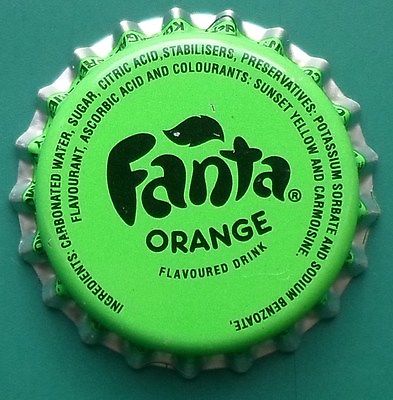 INGREDIENTS: CARBONATED WATER, SUGAR, CITRIC ACID, STABILISERS, PRESERVATIVES: POTASSIUM SORBATE AND SODIUM BENZOATE,
FLAVOURANT, ASCORBIC ACID AND COLOURANTS: SUNSET YELLOW AND CARMOISINE.
Fanta®
ORANGE
FLAVOURED DRINK